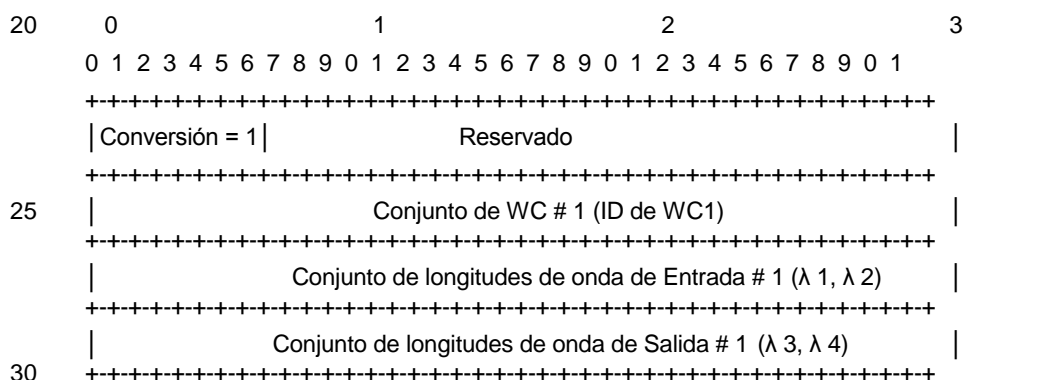 20 0 1 2 3
0 1 2 3 4 5 6 7 8 9 0 1 2 3 4 5 6 7 8 9 0 1 2 3 4 5 6 7 8 9 0 1
+-+-+-+-+-+-+-+-+-+-+-+-+-+-+-+-+-+-+-+-+-+-+-+-+-+-+-+-+-+-+-+-+
|Conversión = 1| Reservado |
+-+-+-+-+-+-+-+-+-+-+-+-+-+-+-+-+-+-+-+-+-+-+-+-+-+-+-+-+-+-+-+-+
25 | Conjunto de WC # 1 (ID de WC1) |
+-+-+-+-+-+-+-+-+-+-+-+-+-+-+-+-+-+-+-+-+-+-+-+-+-+-+-+-+-+-+-+-+
| Conjunto de longitudes de onda de Entrada # 1 (λ 1, λ 2) |
+-+-+-+-+-+-+-+-+-+-+-+-+-+-+-+-+-+-+-+-+-+-+-+-+-+-+-+-+-+-+-+-+
| Conjunto de longitudes de onda de Salida # 1 (λ 3, λ 4) |
30 +-+-+-+-+-+-+-+-+-+-+-+-+-+-+-+-+-+-+-+-+-+-+-+-+-+-+-+-+-+-+-+-+